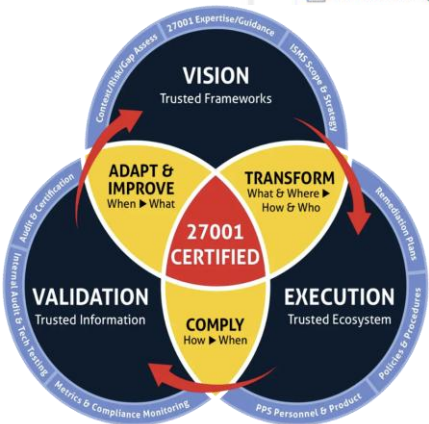 Context/Risk/Gap Assess
27001 Expertise/Guidance
ISMS Scope & Strategy
VISION
Trusted Frameworks
ADAPT &
IMPROVE
When ▶ What
TRANSFORM
What & Where ▶
How & Who
27001
CERTIFIED
Audit & Certification
Internal Audit & Tech Testing
Metrics & Compliance Monitoring
VALIDATION
Trusted Information
EXECUTION
Trusted Ecosystem
COMPLY
How ▶ When
Remediation Plans
Policies & Procedures
PPS Personnel & Product